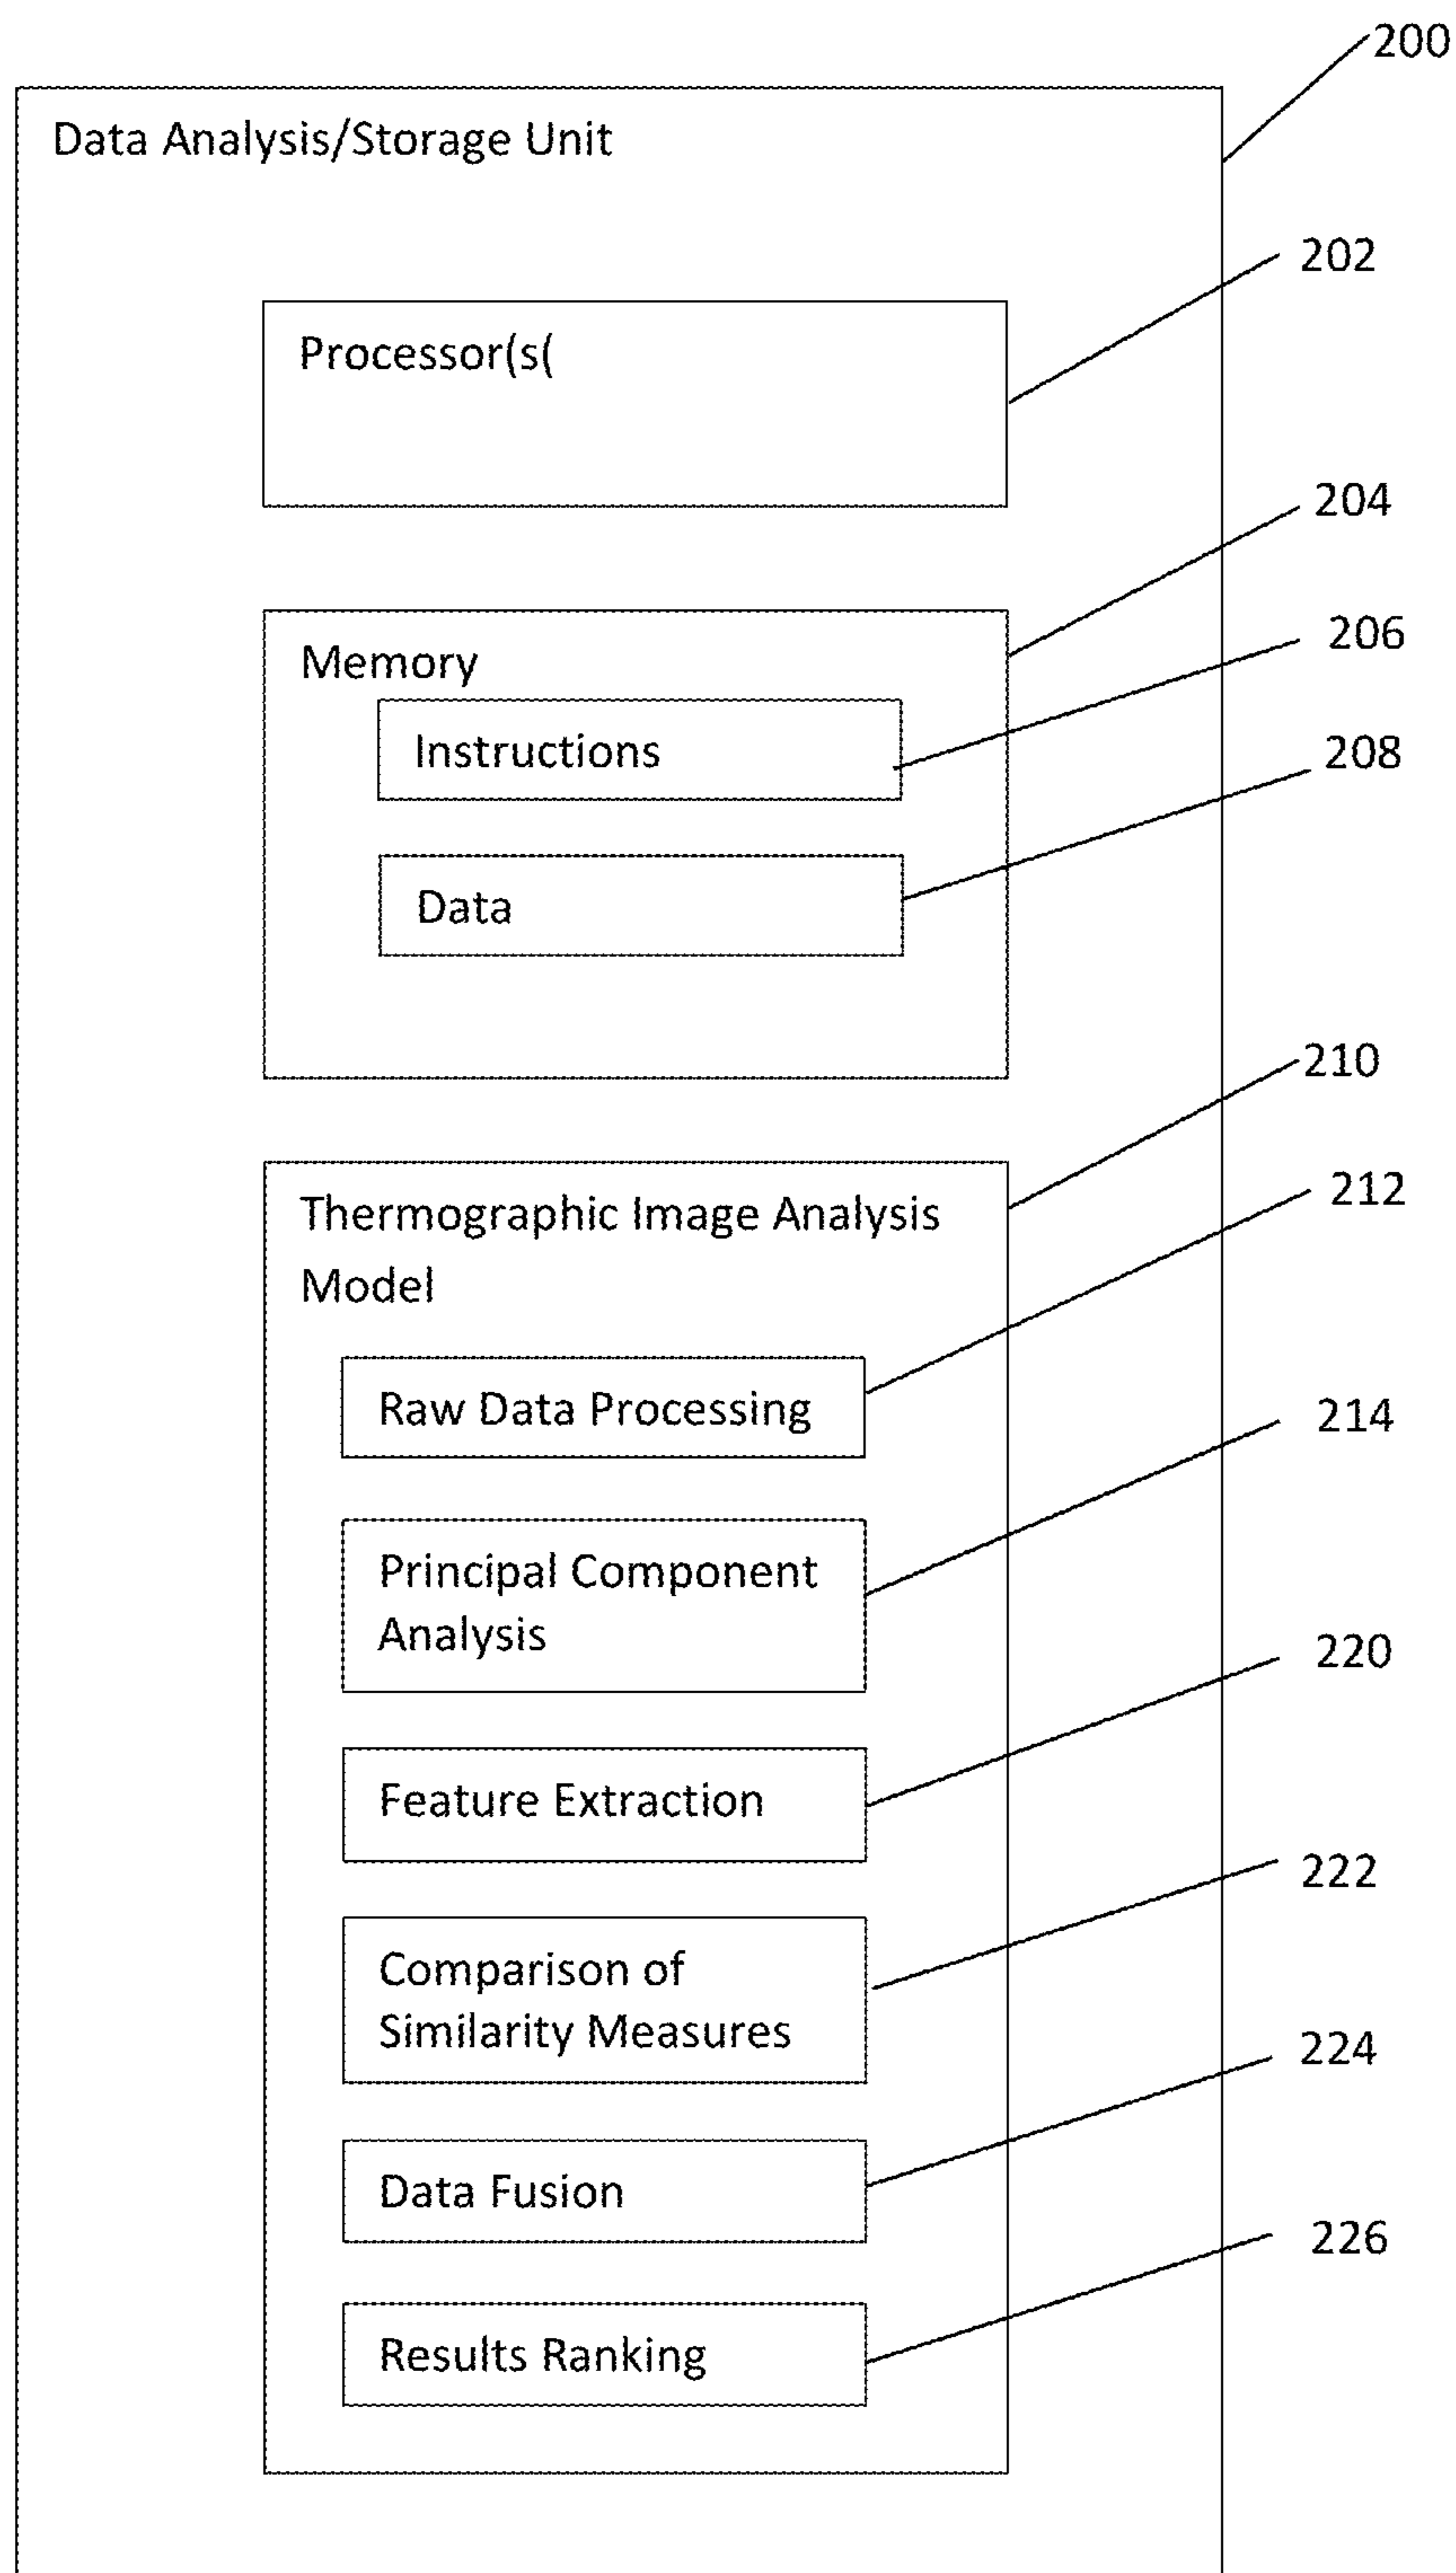 200
Data Analysis/Storage Unit
202
Processor(s(
204
Memory
206
Instructions
208
Data
210
Thermographic Image Analysis
Model
212
Raw Data Processing
214
Principal Component
Analysis
220
Feature Extraction
222
Comparison of
Similarity Measures
224
Data Fusion
226
Results Ranking